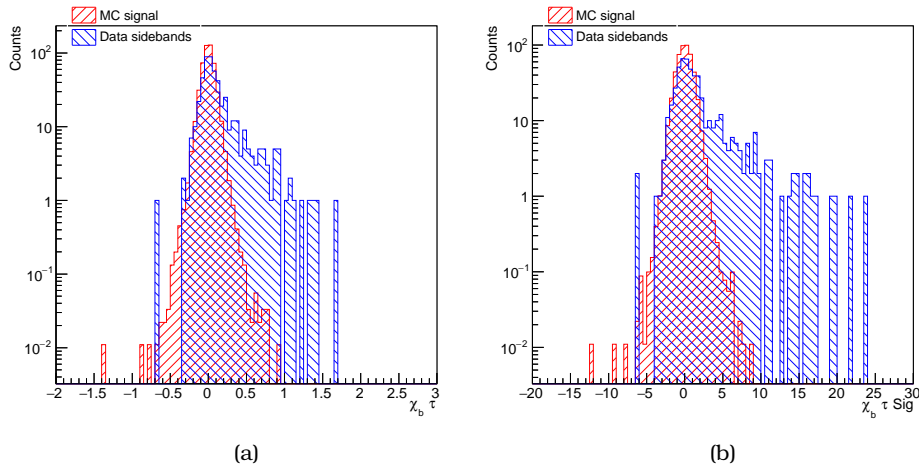 MC signal
Data sidebands
Counts
10²
10
1
10⁻¹
10⁻²
−2 −1.5 −1 −0.5 0 0.5 1 1.5 2 2.5 3
χb τ
(a)
MC signal
Data sidebands
Counts
10²
10
1
10⁻¹
10⁻²
−20 −15 −10 −5 0 5 10 15 20 25 30
χb τ Sig
(b)